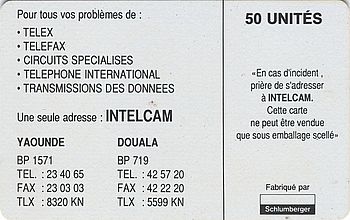 Pour tous vos problèmes de :
• TELEX
• TELEFAX
• CIRCUITS SPECIALISES
• TELEPHONE INTERNATIONAL
• TRANSMISSIONS DES DONNEES
Une seule adresse : INTELCAM
YAOUNDE
BP 1571
TEL. : 23 40 65
FAX : 23 03 03
TLX : 8320 KN
DOUALA
BP 719
TEL. : 42 57 20
FAX : 42 22 20
TLX : 5599 KN
50 UNITÉS
«En cas d'incident,
prière de s'adresser
à INTELCAM.
Cette carte
ne peut être vendue
que sous emballage scellé»
Fabriqué par
Schlumberger